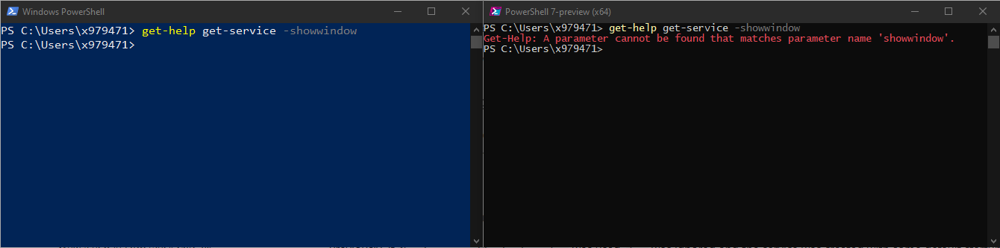 Windows PowerShell
PS C:\Users\x979471> get-help get-service -showwindow
PS C:\Users\x979471>
PowerShell 7-preview (x64)
PS C:\Users\x979471> get-help get-service -showwindow
Get-Help: A parameter cannot be found that matches parameter name 'showwindow'.
PS C:\Users\x979471>